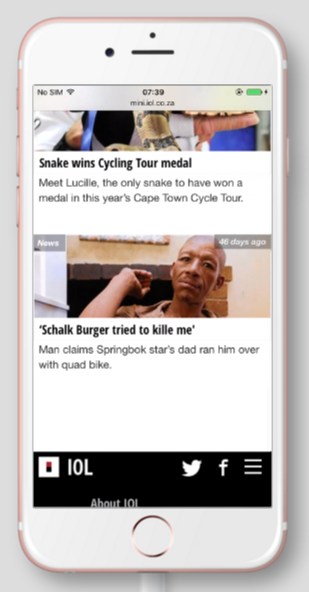 No SIM 07:39
mini.iol.co.za
Snake wins Cycling Tour medal
Meet Lucille, the only snake to have won a
medal in this year's Cape Town Cycle Tour.
News 46 days ago
‘Schalk Burger tried to kille me'
Man claims Springbok star's dad ran him over
with quad bike.
IOL
About IOL